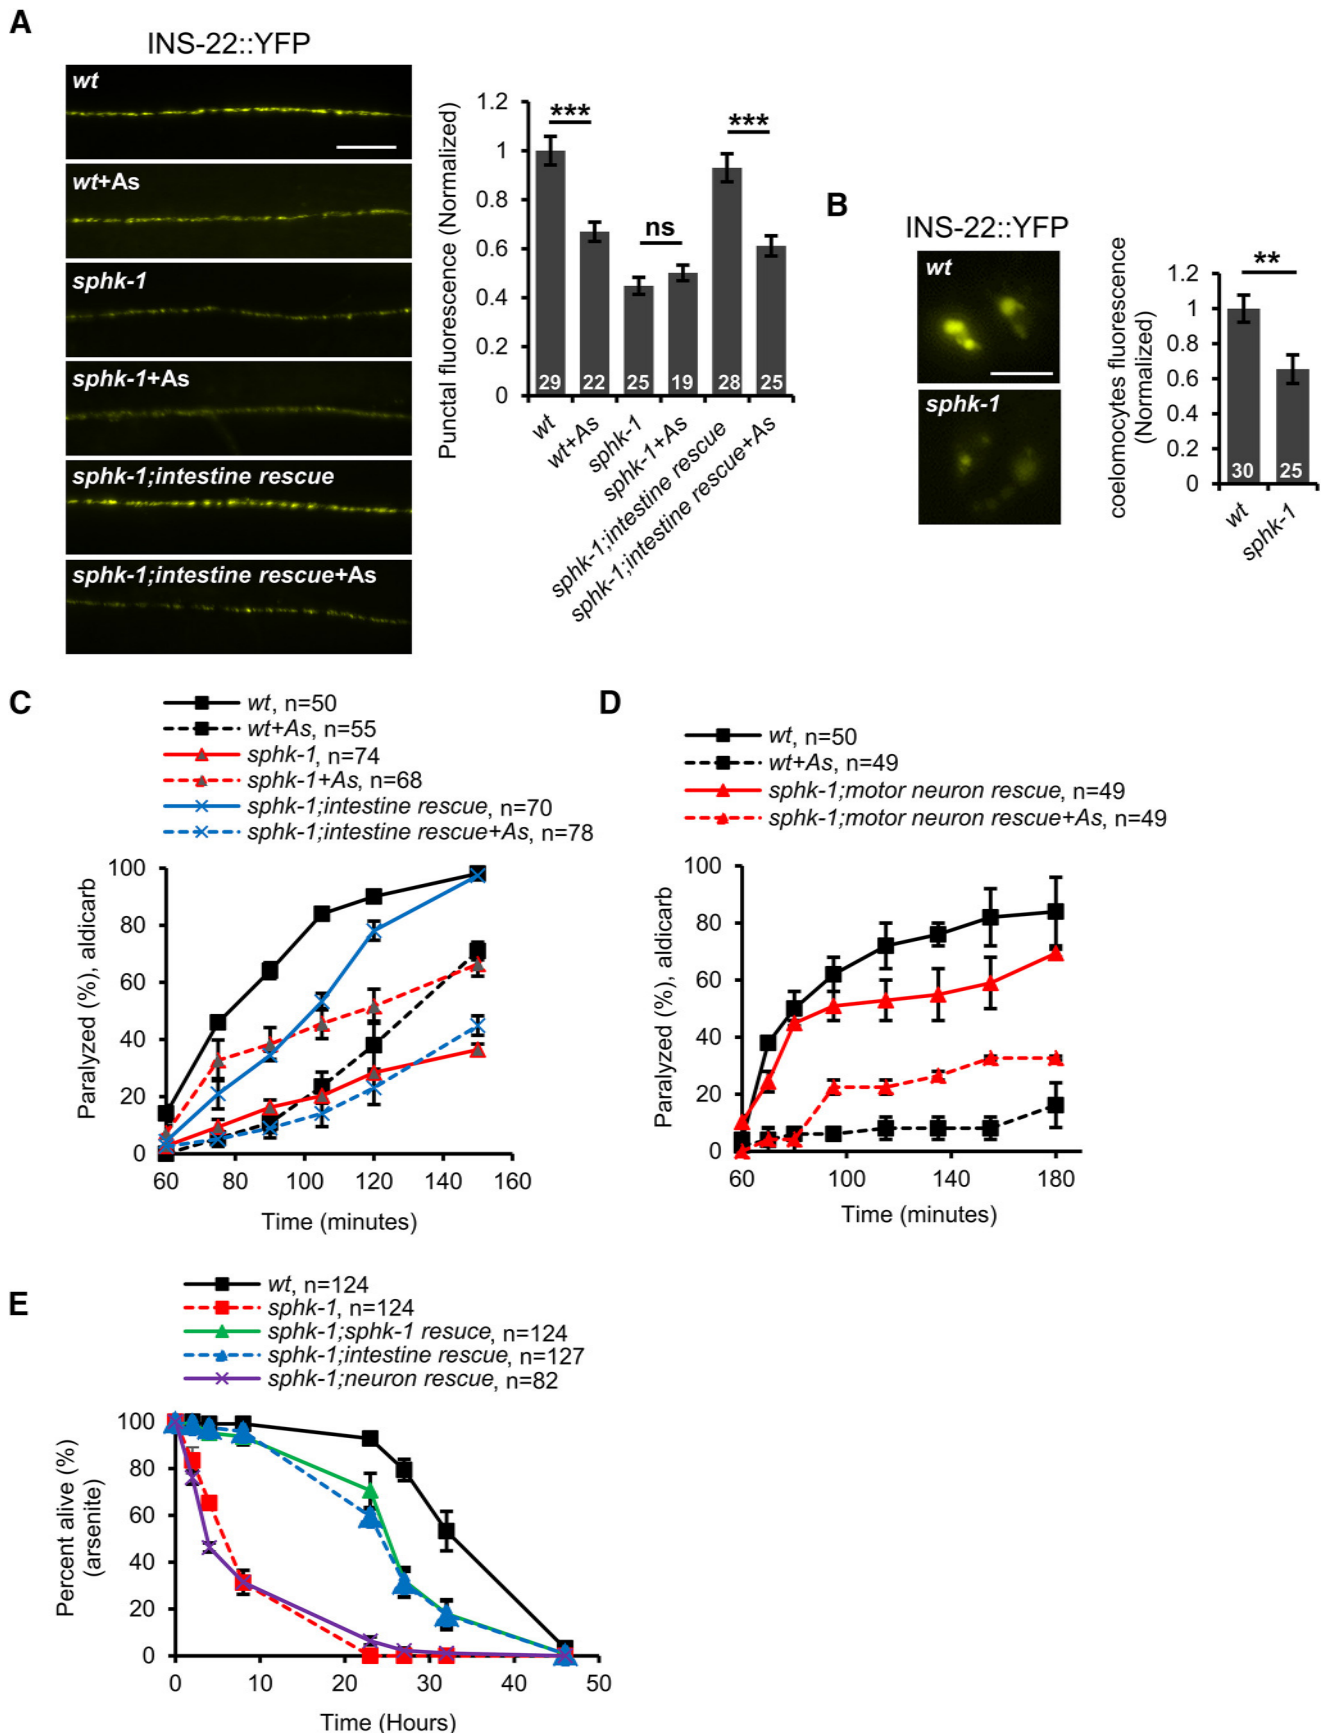 A
INS-22::YFP
wt
wt+As
sphk-1
sphk-1+As
sphk-1;intestine rescue
sphk-1;intestine rescue+As
Punctal fluorescence (Normalized)
1.2
1
0.8
0.6
0.4
0.2
0
***
ns
***
29 22 25 19 28 25
wt
wt+As
sphk-1
sphk-1+As
sphk-1;intestine rescue
sphk-1;intestine rescue+As
B
INS-22::YFP
wt
sphk-1
coelomocytes fluorescence
(Normalized)
1.2
1
0.8
0.6
0.4
0.2
0
**
30 25
wt
sphk-1
C
wt, n=50
wt+As, n=55
sphk-1, n=74
sphk-1+As, n=68
sphk-1;intestine rescue, n=70
sphk-1;intestine rescue+As, n=78
Paralyzed (%), aldicarb
100
80
60
40
20
0
60 80 100 120 140 160
Time (minutes)
D
wt, n=50
wt+As, n=49
sphk-1;motor neuron rescue, n=49
sphk-1;motor neuron rescue+As, n=49
Paralyzed (%), aldicarb
100
80
60
40
20
0
60 100 140 180
Time (minutes)
E
wt, n=124
sphk-1, n=124
sphk-1;sphk-1 resuce, n=124
sphk-1;intestine rescue, n=127
sphk-1;neuron rescue, n=82
Percent alive (%)
(arsenite)
100
80
60
40
20
0
0 10 20 30 40 50
Time (Hours)